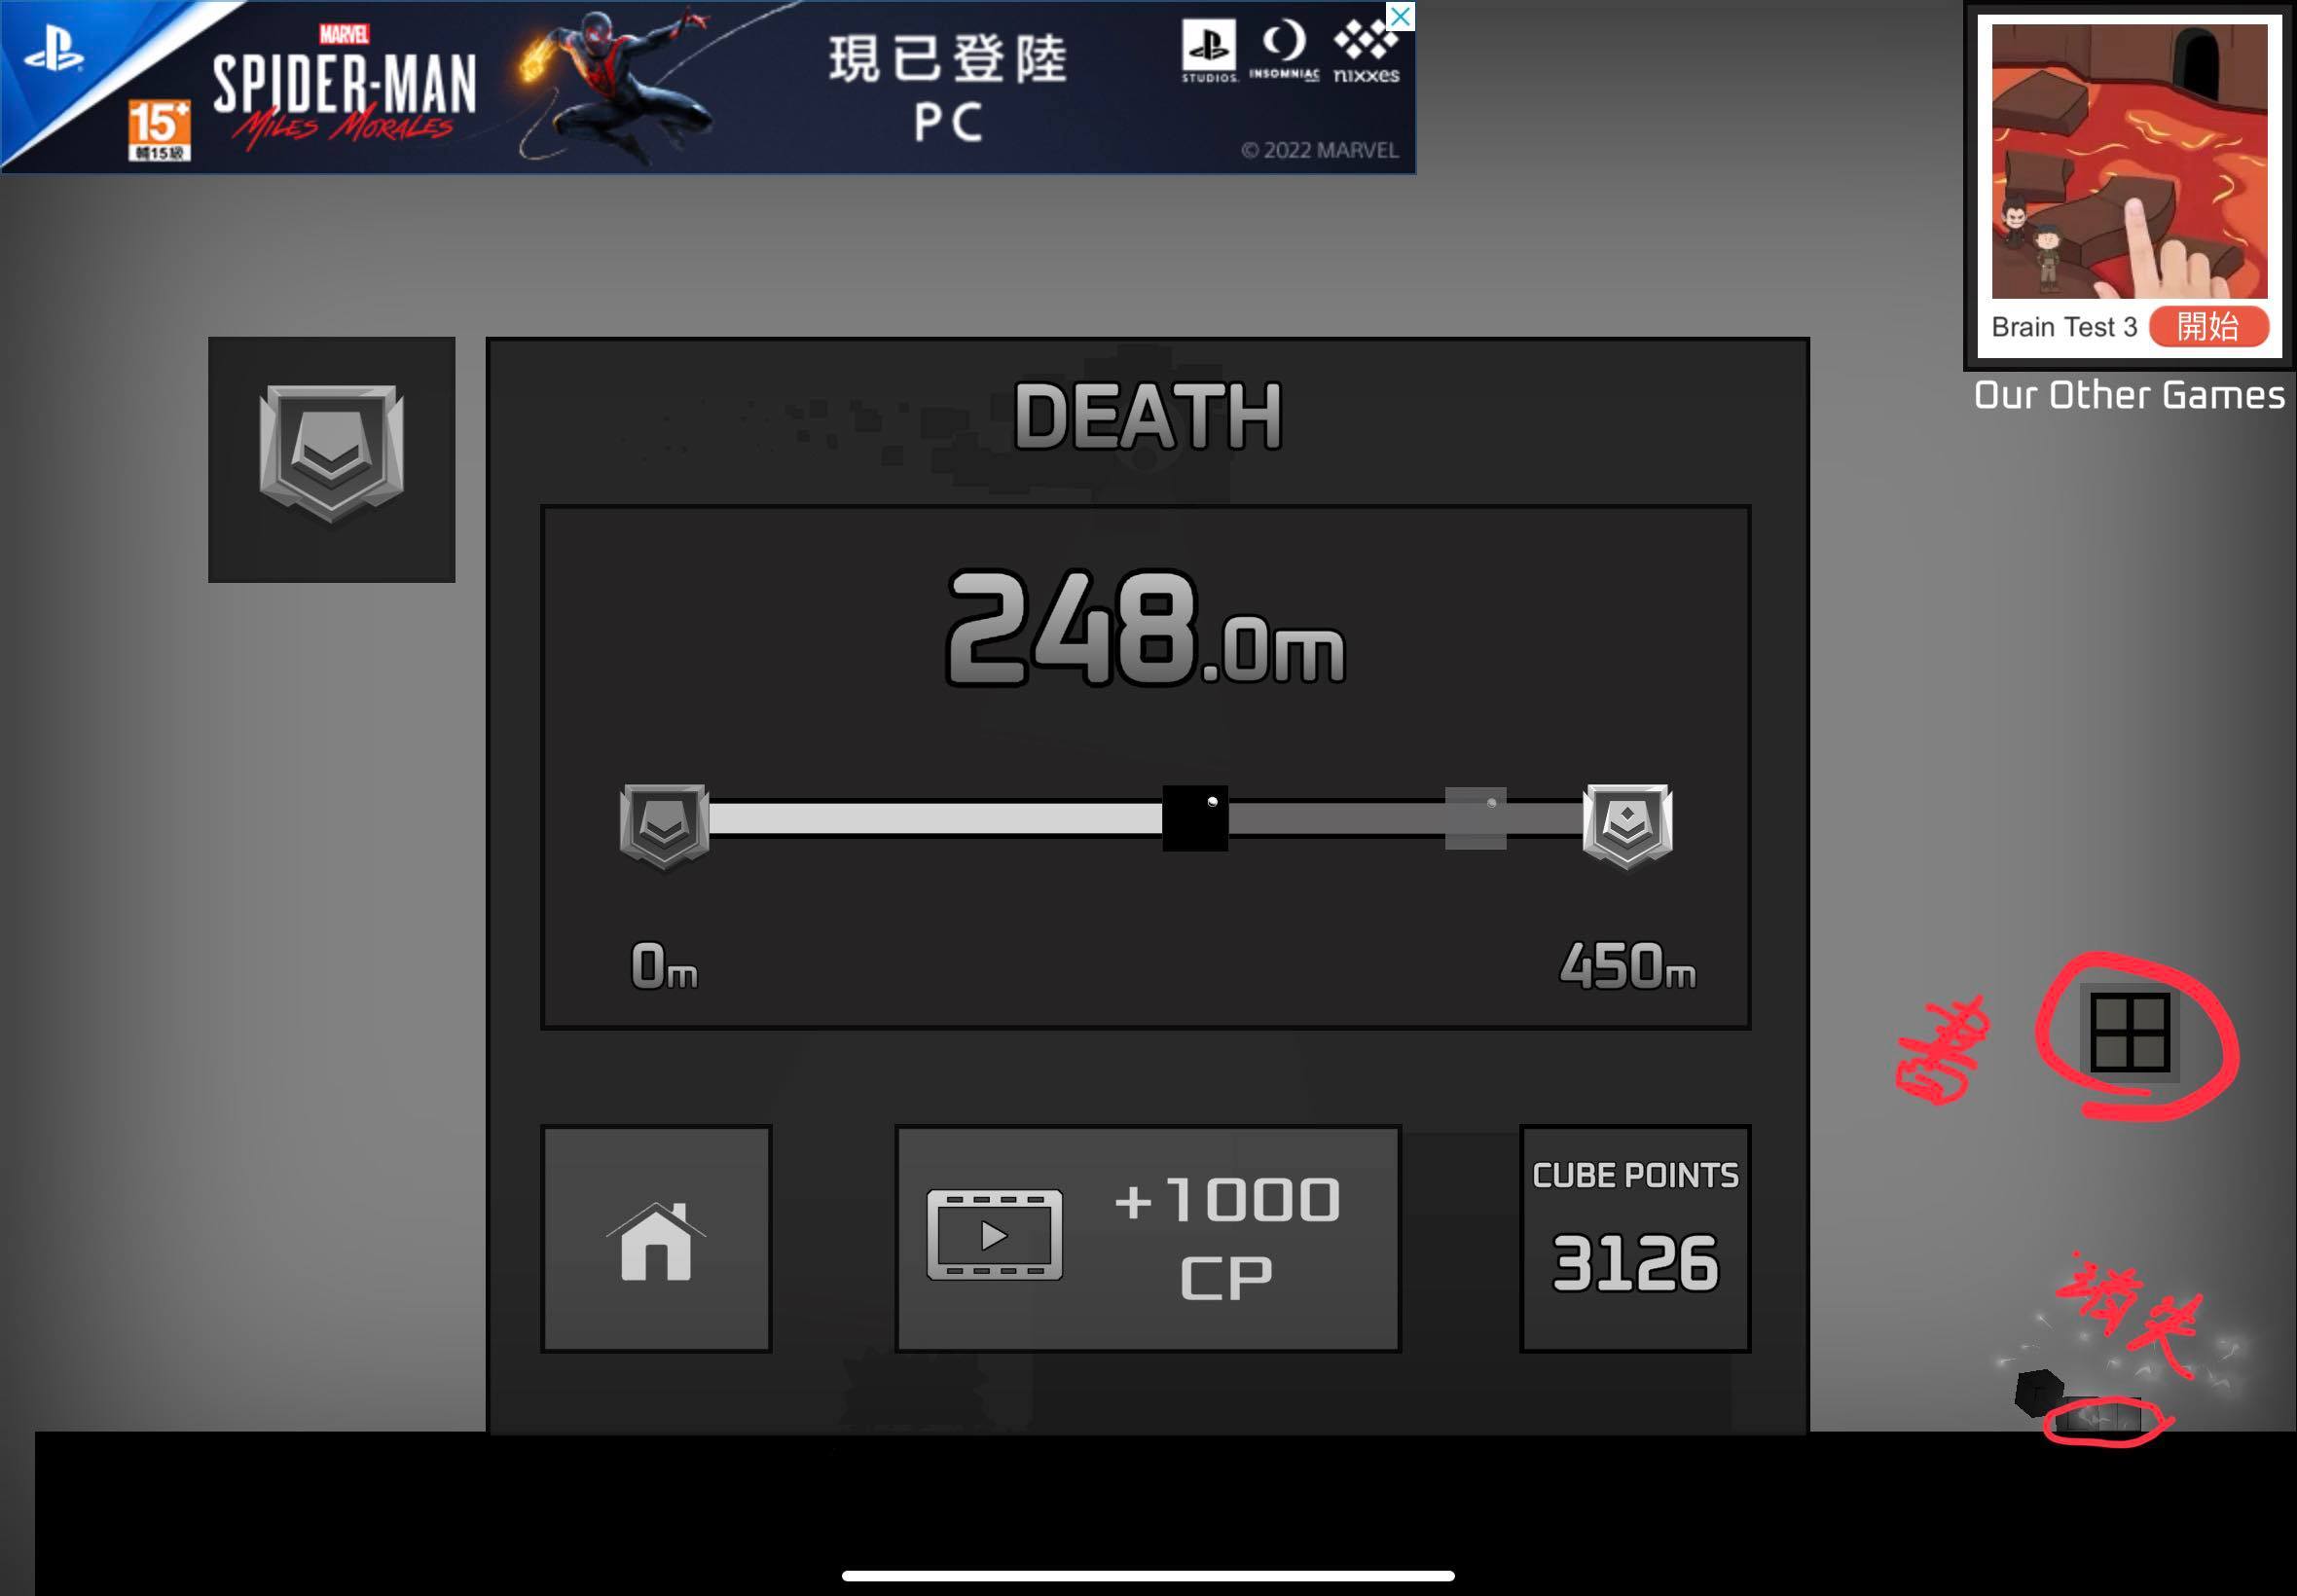 MARVEL
SPIDER-MAN
MILES MORALES
15+
輔15級
現已登陸
PC
STUDIOS
INSOMNIAC
nixxes
© 2022 MARVEL
Brain Test 3
開始
Our Other Games
DEATH
248.0m
0m
450m
+1000
CP
CUBE POINTS
3126